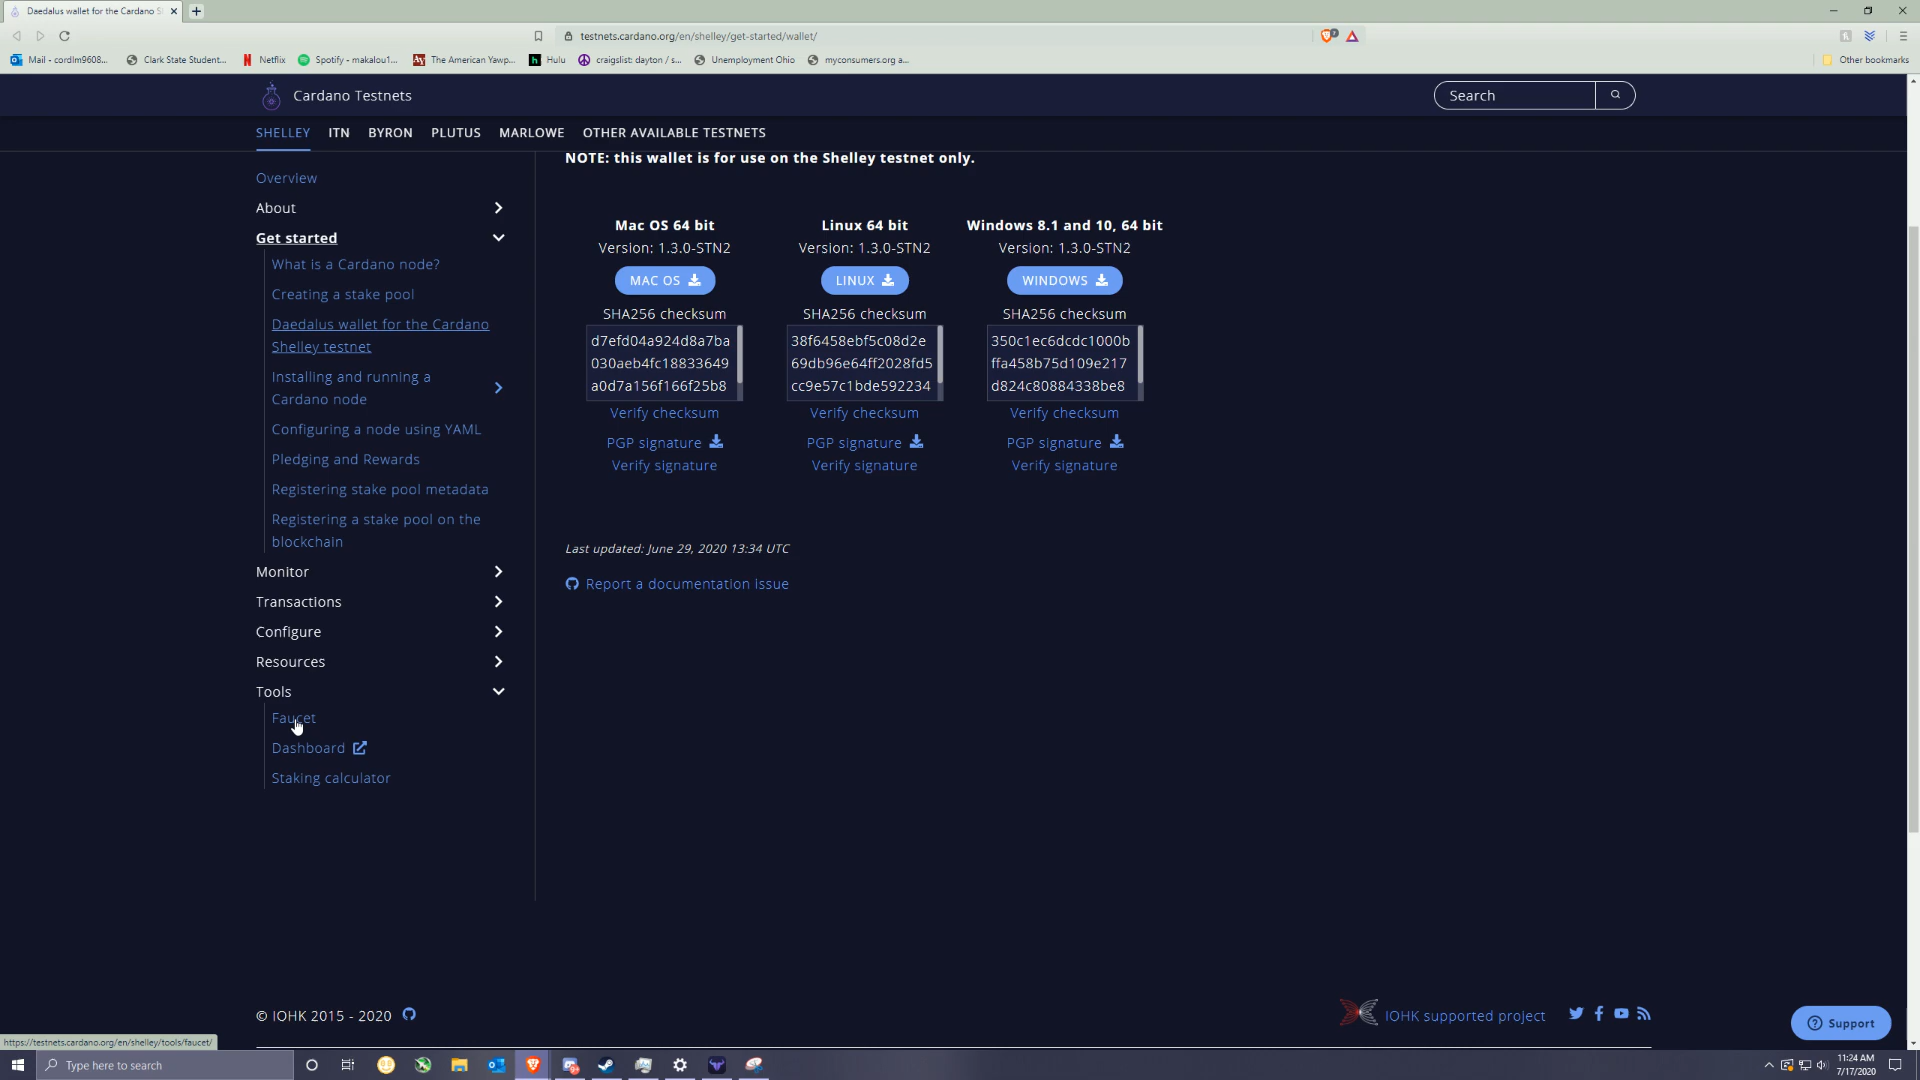 Daedalus wallet for the Cardano S
testnets.cardano.org/en/shelley/get-started/wallet/
Mail - cordlm9608...
Clark State Student...
Netflix
Spotify - makalou1...
The American Yawp...
Hulu
craigslist: dayton / s...
Unemployment Ohio
myconsumers.org a...
Other bookmarks
Cardano Testnets
Search
SHELLEY
ITN
BYRON
PLUTUS
MARLOWE
OTHER AVAILABLE TESTNETS
Overview
About
Get started
What is a Cardano node?
Creating a stake pool
Daedalus wallet for the Cardano
Shelley testnet
Installing and running a
Cardano node
Configuring a node using YAML
Pledging and Rewards
Registering stake pool metadata
Registering a stake pool on the
blockchain
Monitor
Transactions
Configure
Resources
Tools
Faucet
Dashboard
Staking calculator
NOTE: this wallet is for use on the Shelley testnet only.
Mac OS 64 bit
Version: 1.3.0-STN2
MAC OS
SHA256 checksum
d7efd04a924d8a7ba
030aeb4fc18833649
a0d7a156f166f25b8
Verify checksum
PGP signature
Verify signature
Linux 64 bit
Version: 1.3.0-STN2
LINUX
SHA256 checksum
38f6458ebf5c08d2e
69db96e64ff2028fd5
cc9e57c1bde592234
Verify checksum
PGP signature
Verify signature
Windows 8.1 and 10, 64 bit
Version: 1.3.0-STN2
WINDOWS
SHA256 checksum
350c1ec6dcdc1000b
ffa458b75d109e217
d824c80884338be8
Verify checksum
PGP signature
Verify signature
Last updated: June 29, 2020 13:34 UTC
Report a documentation issue
© IOHK 2015 - 2020
IOHK supported project
Support
https://testnets.cardano.org/en/shelley/tools/faucet/
Type here to search
11:24 AM
7/17/2020